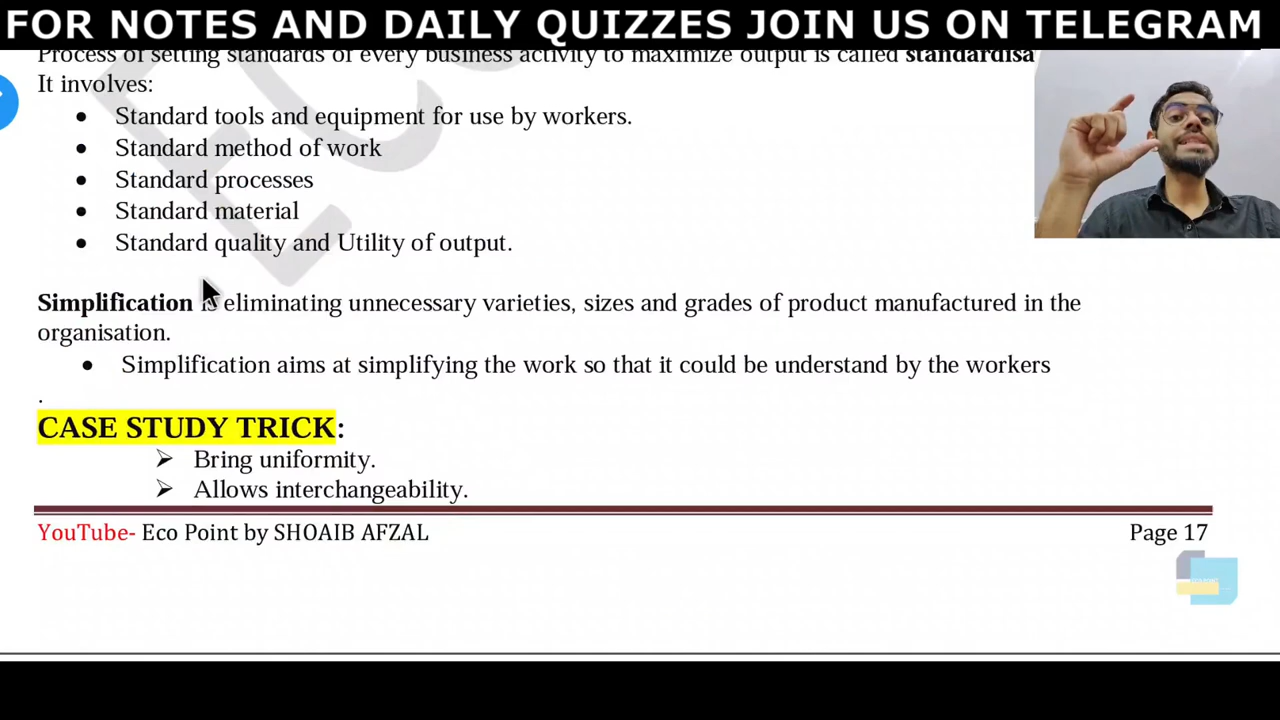 FOR NOTES AND DAILY QUIZZES JOIN US ON TELEGRAM
Process of setting standards of every business activity to maximize output is called standardisa
It involves:
• Standard tools and equipment for use by workers.
• Standard method of work
• Standard processes
• Standard material
• Standard quality and Utility of output.
Simplification is eliminating unnecessary varieties, sizes and grades of product manufactured in the
organisation.
• Simplification aims at simplifying the work so that it could be understand by the workers
.
CASE STUDY TRICK:
➢ Bring uniformity.
➢ Allows interchangeability.
YouTube- Eco Point by SHOAIB AFZAL Page 17